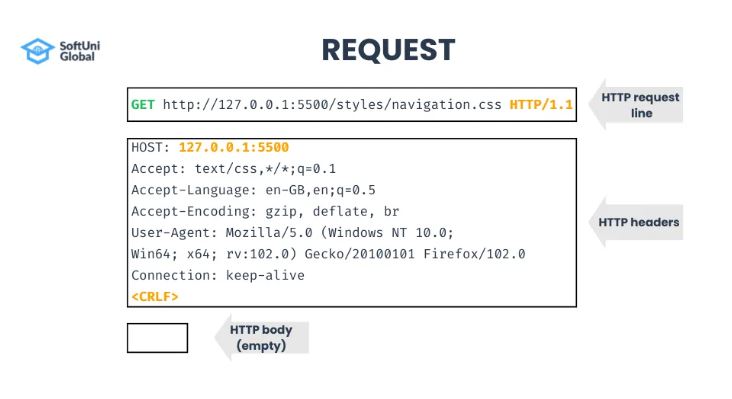 SoftUni
Global
REQUEST
GET http://127.0.0.1:5500/styles/navigation.css HTTP/1.1
HTTP request
line
HOST: 127.0.0.1:5500
Accept: text/css,*/*;q=0.1
Accept-Language: en-GB,en;q=0.5
Accept-Encoding: gzip, deflate, br
User-Agent: Mozilla/5.0 (Windows NT 10.0;
Win64; x64; rv:102.0) Gecko/20100101 Firefox/102.0
Connection: keep-alive
<CRLF>
HTTP headers
HTTP body
(empty)